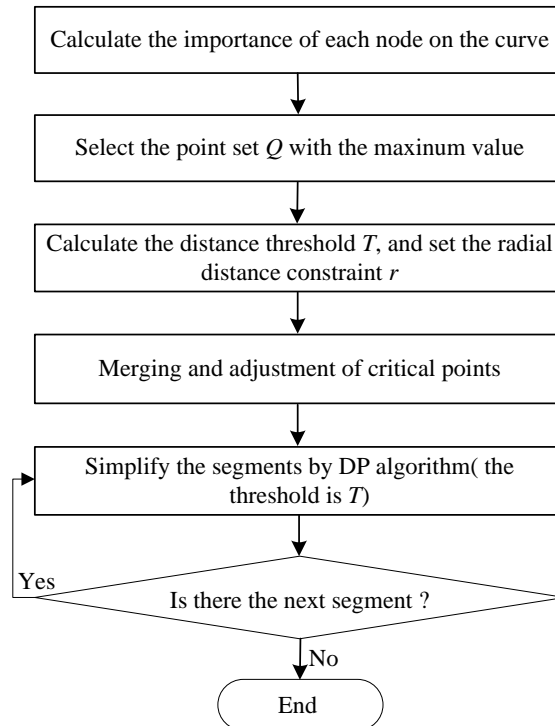 Calculate the importance of each node on the curve
Select the point set Q with the maxinum value
Calculate the distance threshold T, and set the radial
distance constraint r
Merging and adjustment of critical points
Simplify the segments by DP algorithm( the
threshold is T)
Yes
Is there the next segment ?
No
End